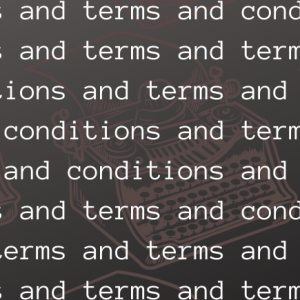 s and terms and cond
s and terms and term
tions and terms and
conditions and term
and conditions and
s and terms and cond
terms and terms and
s and terms and term